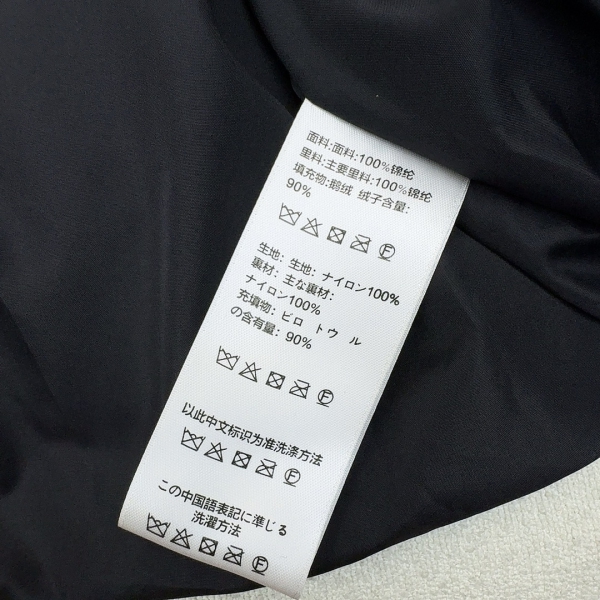 面料:面料:100%锦纶
里料:主要里料:100%锦纶
填充物:鹅绒 绒子含量:
90%
生地: 生地: ナイロン100%
裏材: 主な裏材:
ナイロン100%
充填物: ビロ トウ ル
の含有量: 90%
以此中文标识为准洗涤方法
この中国語表記に準じる
洗濯方法